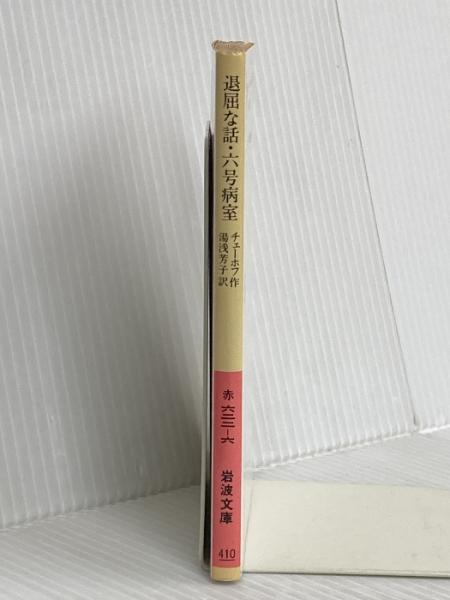 退屈な話・六号病室
チェーホフ作
湯浅芳子訳
赤
六二二-六
岩波文庫
410